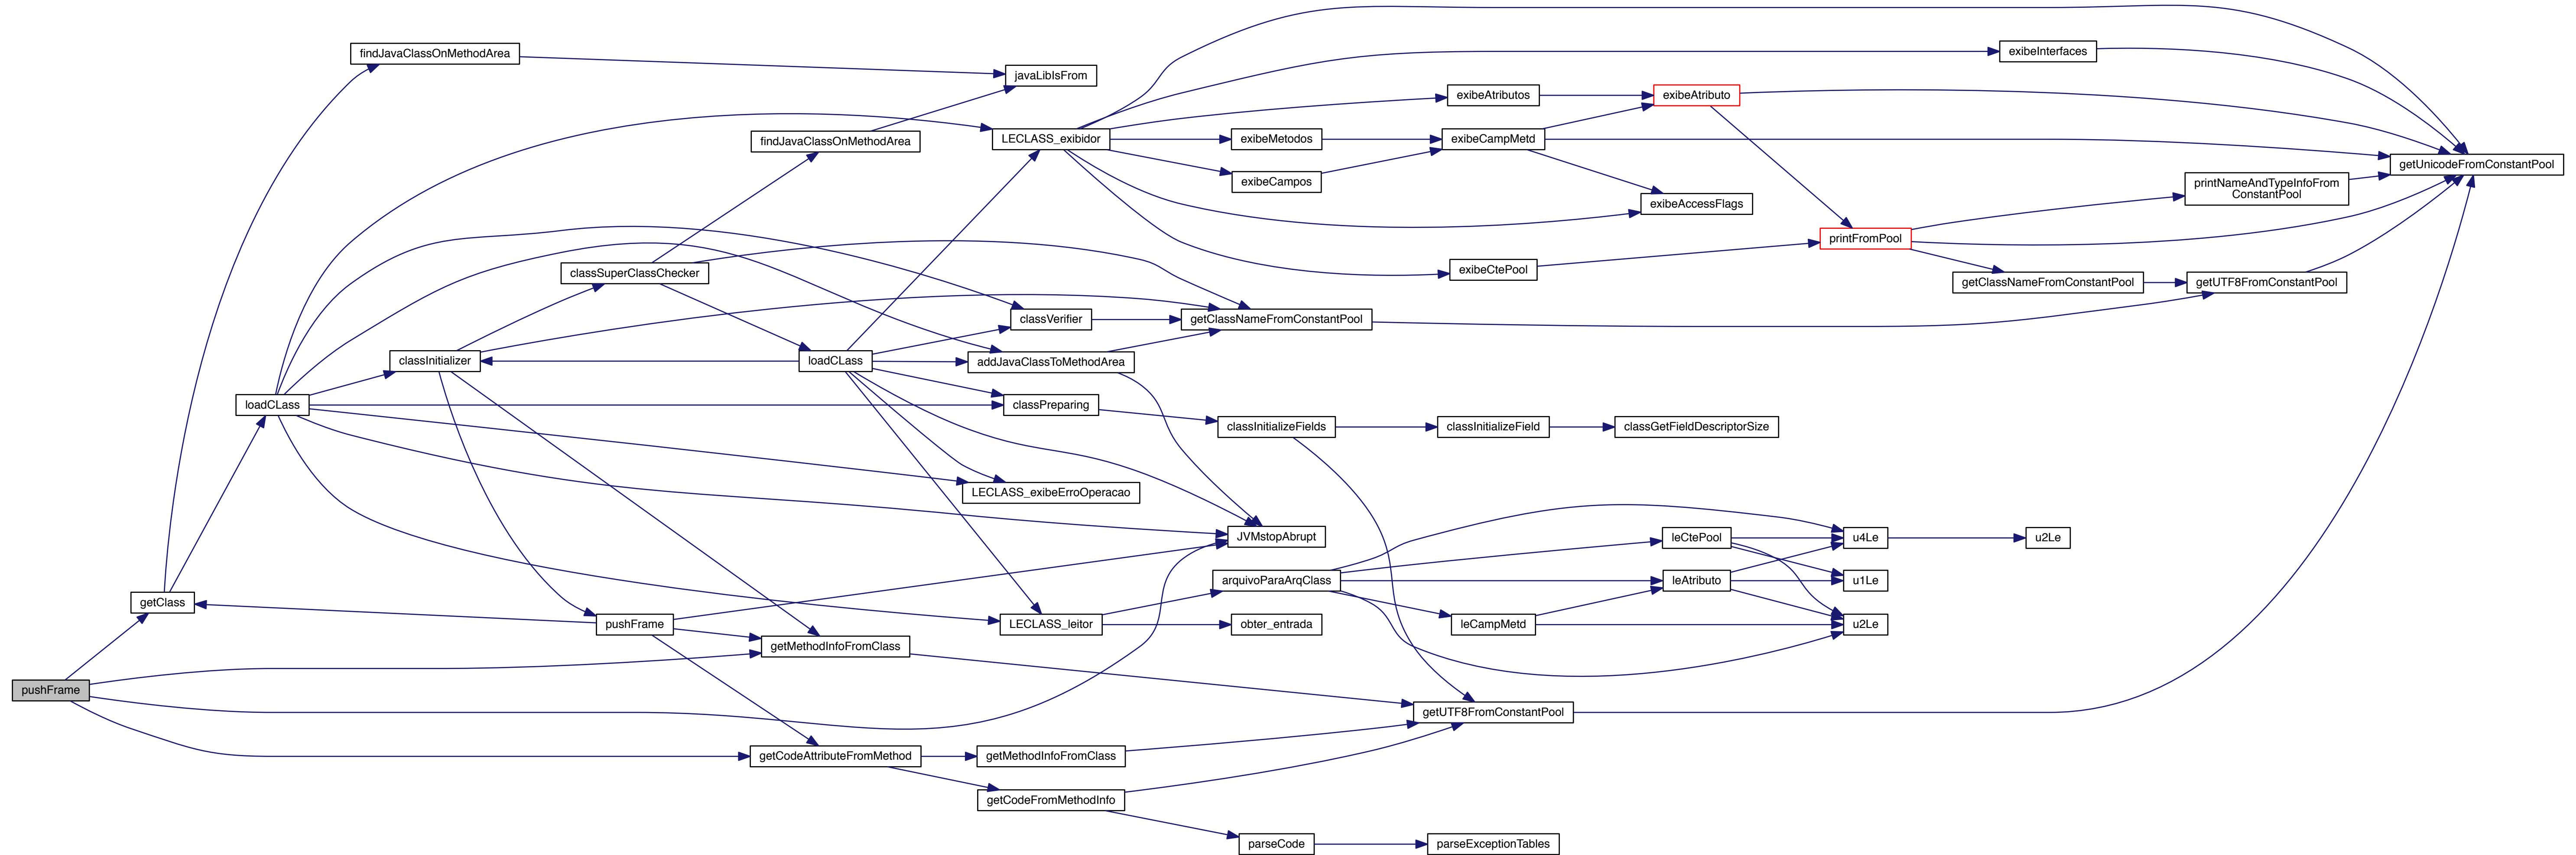 findJavaClassOnMethodArea
javaLibIsFrom
exibeInterfaces
exibeAtributos
exibeAtributo
findJavaClassOnMethodArea
LECLASS_exibidor
exibeMetodos
exibeCampMetd
getUnicodeFromConstantPool
exibeCampos
printNameAndTypeInfoFrom
ConstantPool
exibeAccessFlags
printFromPool
classSuperClassChecker
exibeCtePool
getClassNameFromConstantPool
getUTF8FromConstantPool
classVerifier
getClassNameFromConstantPool
classInitializer
loadCLass
addJavaClassToMethodArea
loadCLass
classPreparing
classInitializeFields
classInitializeField
classGetFieldDescriptorSize
LECLASS_exibeErroOperacao
JVMstopAbrupt
leCtePool
u4Le
u2Le
arquivoParaArqClass
leAtributo
u1Le
getClass
pushFrame
LECLASS_leitor
obter_entrada
leCampMetd
u2Le
getMethodInfoFromClass
pushFrame
getUTF8FromConstantPool
getCodeAttributeFromMethod
getMethodInfoFromClass
getCodeFromMethodInfo
parseCode
parseExceptionTables